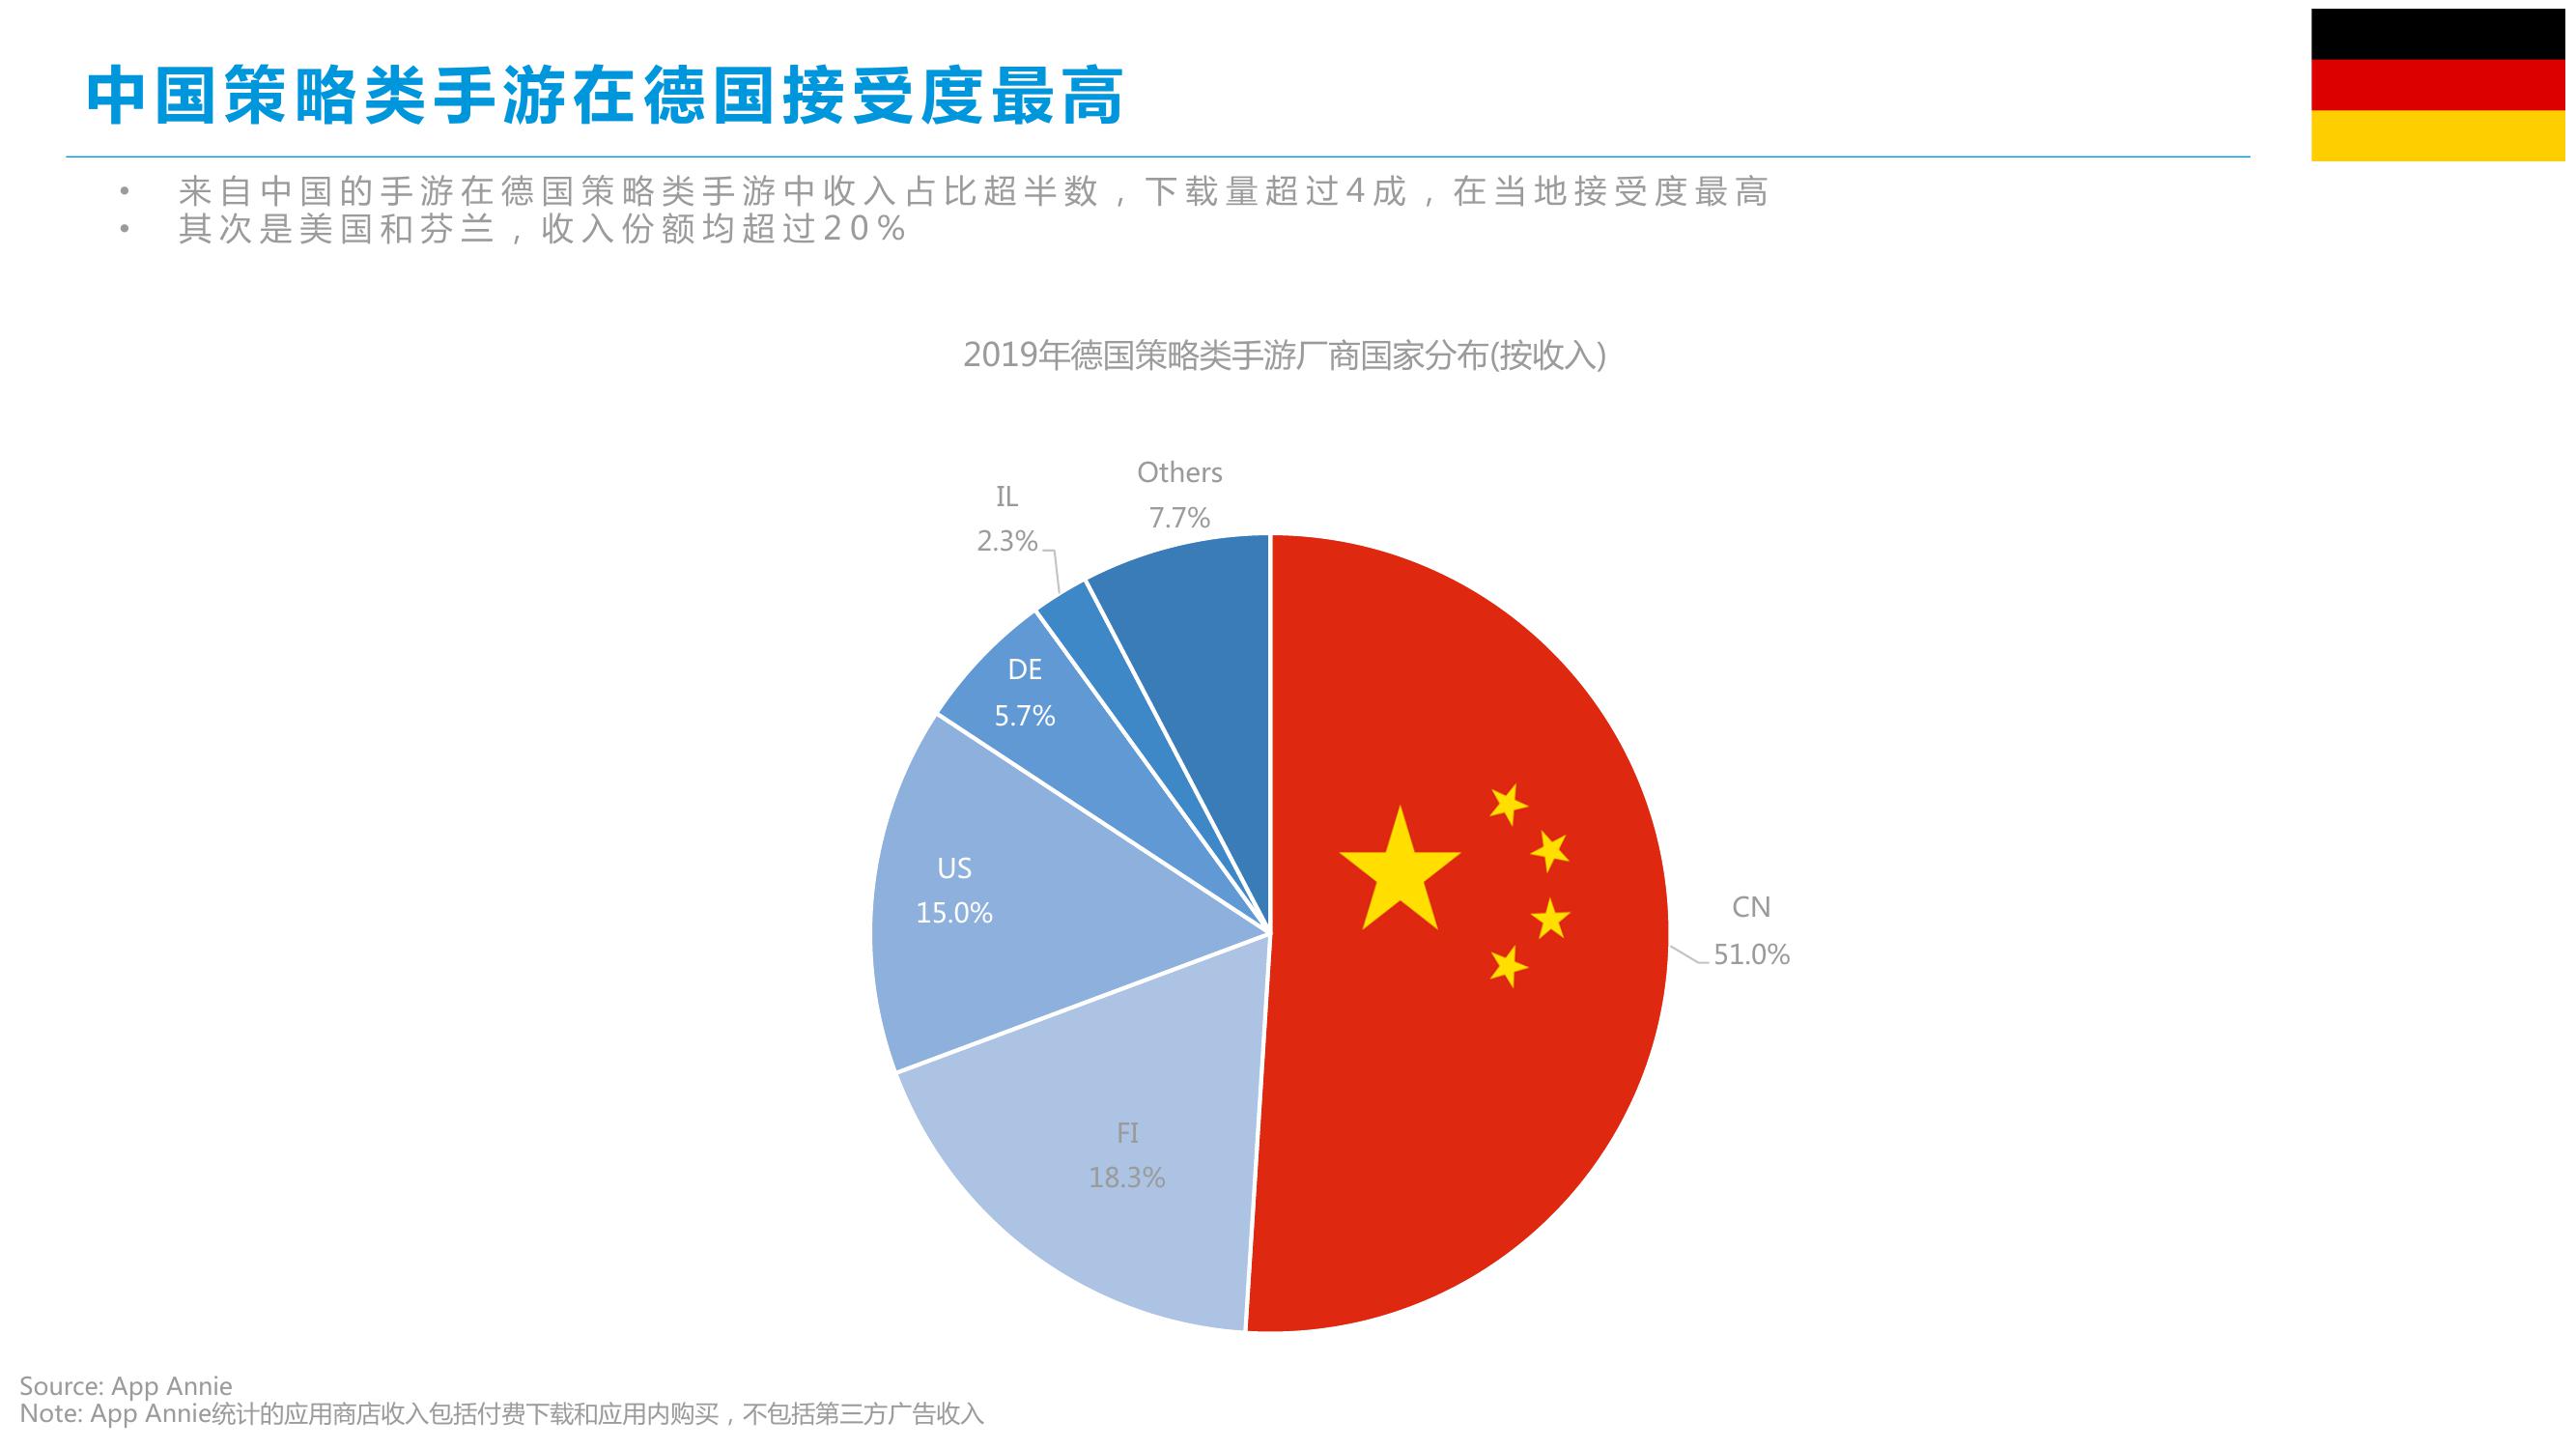 中国策略类手游在德国接受度最高
• 来自中国的手游在德国策略类手游中收入占比超半数，下载量超过4成，在当地接受度最高
• 其次是美国和芬兰，收入份额均超过20%
2019年德国策略类手游厂商国家分布(按收入)
Others
7.7%
IL
2.3%
DE
5.7%
US
15.0%
CN
51.0%
FI
18.3%
Source: App Annie
Note: App Annie统计的应用商店收入包括付费下载和应用内购买，不包括第三方广告收入